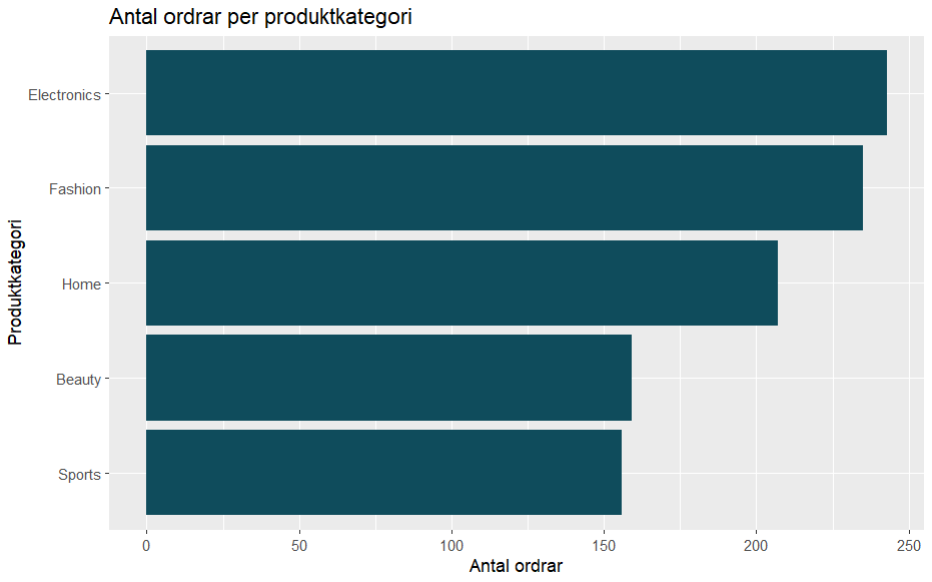 Antal ordrar per produktkategori
Produktkategori
Electronics
Fashion
Home
Beauty
Sports
0 50 100 150 200 250
Antal ordrar